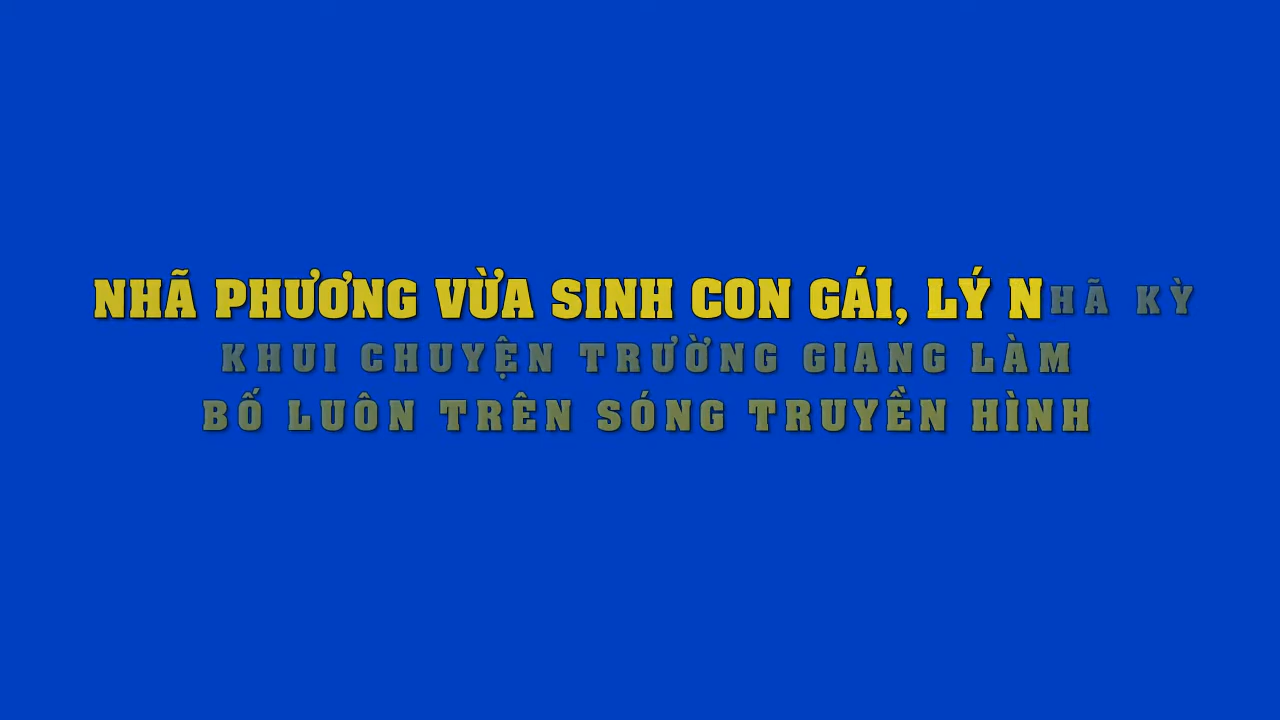 NHÃ PHƯƠNG VỪA SINH CON GÁI, LÝ NHÃ KỲ
KHUI CHUYỆN TRƯỜNG GIANG LÀM
BỐ LUÔN TRÊN SÓNG TRUYỀN HÌNH